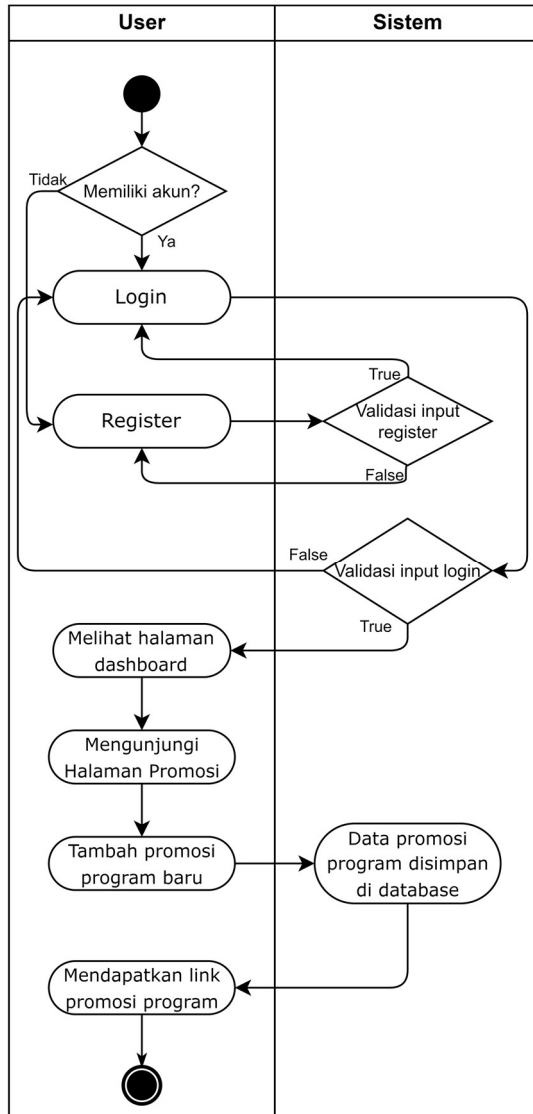 User
Sistem
Tidak
Memiliki akun?
Ya
Login
True
Register
Validasi input
register
False
False
Validasi input login
True
Melihat halaman
dashboard
Mengunjungi
Halaman Promosi
Tambah promosi
program baru
Data promosi
program disimpan
di database
Mendapatkan link
promosi program